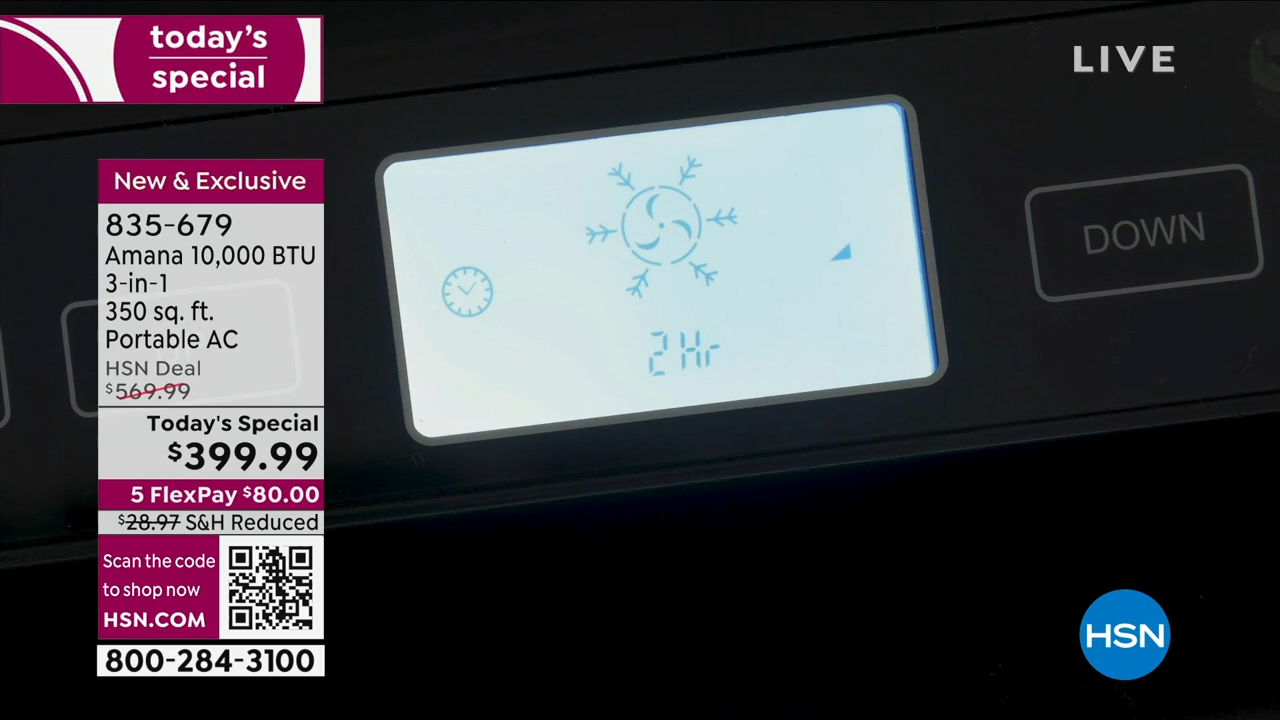 today's
special
LIVE
New & Exclusive
835-679
Amana 10,000 BTU
3-in-1
350 sq. ft.
Portable AC
HSN Deal
$569.99
Today's Special
$399.99
5 FlexPay $80.00
$28.97 S&H Reduced
Scan the code
to shop now
HSN.COM
800-284-3100
2Hr
DOWN
HSN